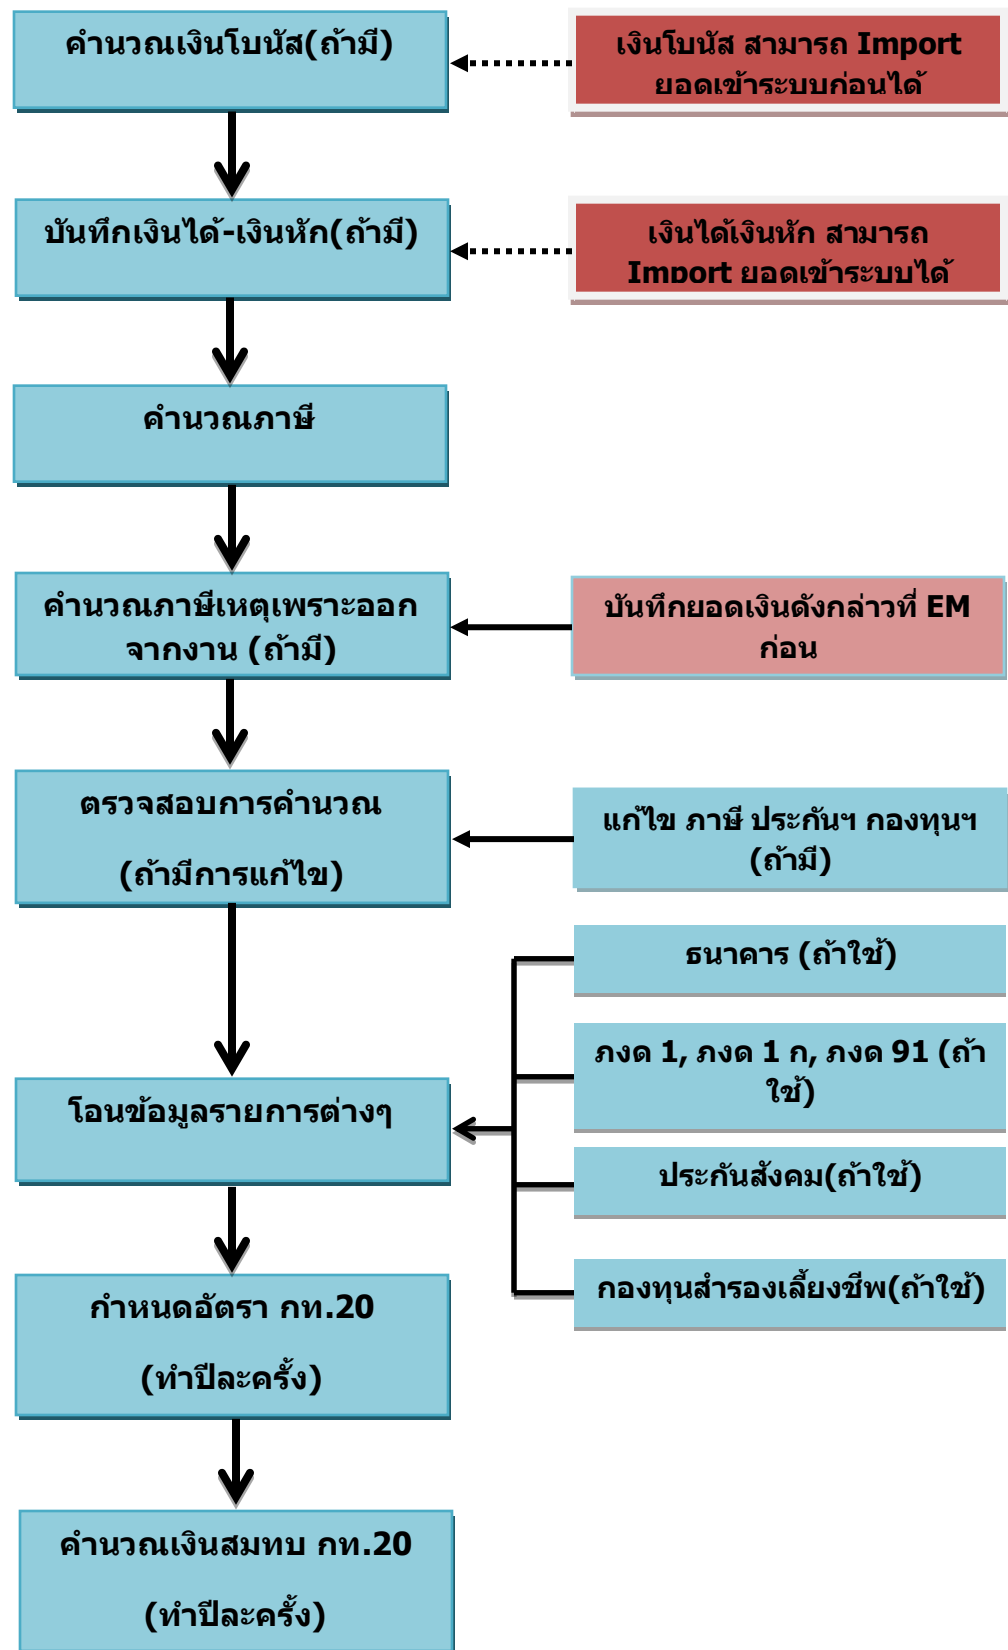 คำนวณเงินโบนัส(ถ้ามี)
เงินโบนัส สามารถ Import
ยอดเข้าระบบก่อนได้
บันทึกเงินได้-เงินหัก(ถ้ามี)
เงินได้เงินหัก สามารถ
Import ยอดเข้าระบบได้
คำนวณภาษี
คำนวณภาษีเหตุเพราะออก
จากงาน (ถ้ามี)
บันทึกยอดเงินดังกล่าวที่ EM
ก่อน
ตรวจสอบการคำนวณ
(ถ้ามีการแก้ไข)
แก้ไข ภาษี ประกันฯ กองทุนฯ
(ถ้ามี)
ธนาคาร (ถ้าใช้)
ภงด 1, ภงด 1 ก, ภงด 91 (ถ้า
ใช้)
โอนข้อมูลรายการต่างๆ
ประกันสังคม(ถ้าใช้)
กองทุนสำรองเลี้ยงชีพ(ถ้าใช้)
กำหนดอัตรา กท.20
(ทำปีละครั้ง)
คำนวณเงินสมทบ กท.20
(ทำปีละครั้ง)